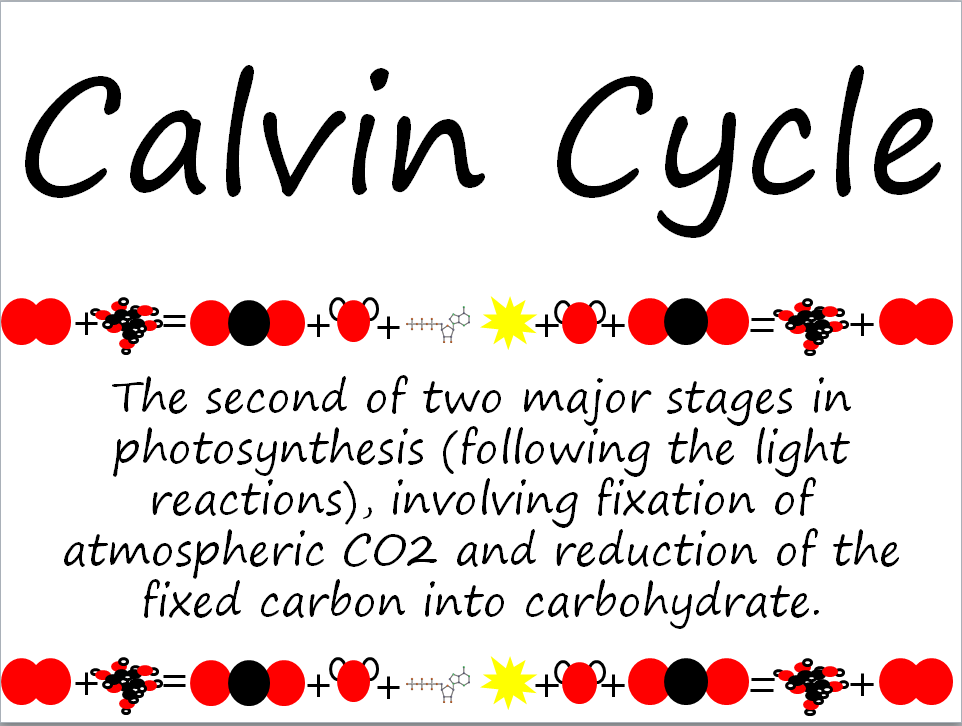 Calvin Cycle
+ = + + + + = +
The second of two major stages in
photosynthesis (following the light
reactions), involving fixation of
atmospheric CO2 and reduction of the
fixed carbon into carbohydrate.
+ = + + + + = +